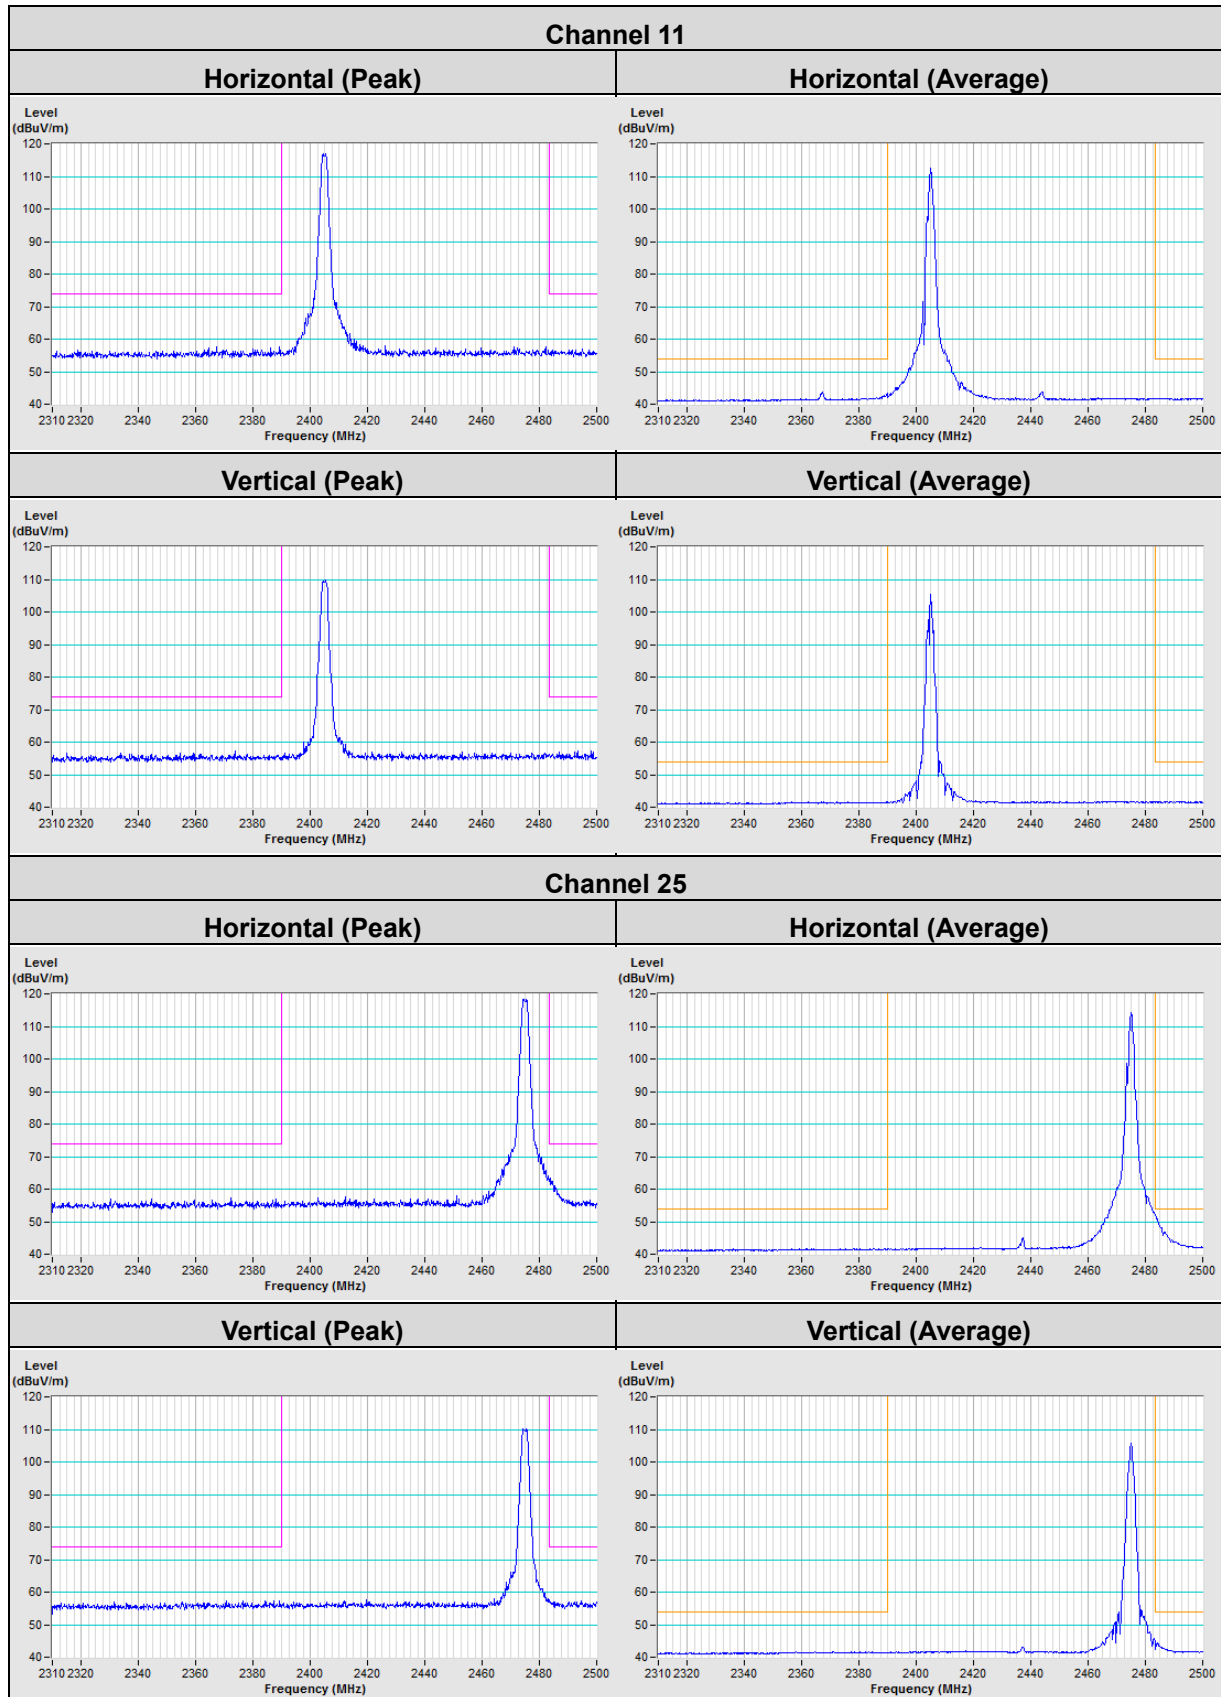 Channel 11
Horizontal (Peak) Horizontal (Average)
Level Level
(dBuV/m) (dBuV/m)
120 120
110 110
100 100
90 90
80 80
70 70
60 60
50 50
40 40
2310 2320 2340 2360 2380 2400 2420 2440 2460 2480 2500 2310 2320 2340 2360 2380 2400 2420 2440 2460 2480 2500
Frequency (MHz) Frequency (MHz)
Vertical (Peak) Vertical (Average)
Level Level
(dBuV/m) (dBuV/m)
120 120
110 110
100 100
90 90
80 80
70 70
60 60
50 50
40 40
2310 2320 2340 2360 2380 2400 2420 2440 2460 2480 2500 2310 2320 2340 2360 2380 2400 2420 2440 2460 2480 2500
Frequency (MHz) Frequency (MHz)
Channel 25
Horizontal (Peak) Horizontal (Average)
Level Level
(dBuV/m) (dBuV/m)
120 120
110 110
100 100
90 90
80 80
70 70
60 60
50 50
40 40
2310 2320 2340 2360 2380 2400 2420 2440 2460 2480 2500 2310 2320 2340 2360 2380 2400 2420 2440 2460 2480 2500
Frequency (MHz) Frequency (MHz)
Vertical (Peak) Vertical (Average)
Level Level
(dBuV/m) (dBuV/m)
120 120
110 110
100 100
90 90
80 80
70 70
60 60
50 50
40 40
2310 2320 2340 2360 2380 2400 2420 2440 2460 2480 2500 2310 2320 2340 2360 2380 2400 2420 2440 2460 2480 2500
Frequency (MHz) Frequency (MHz)